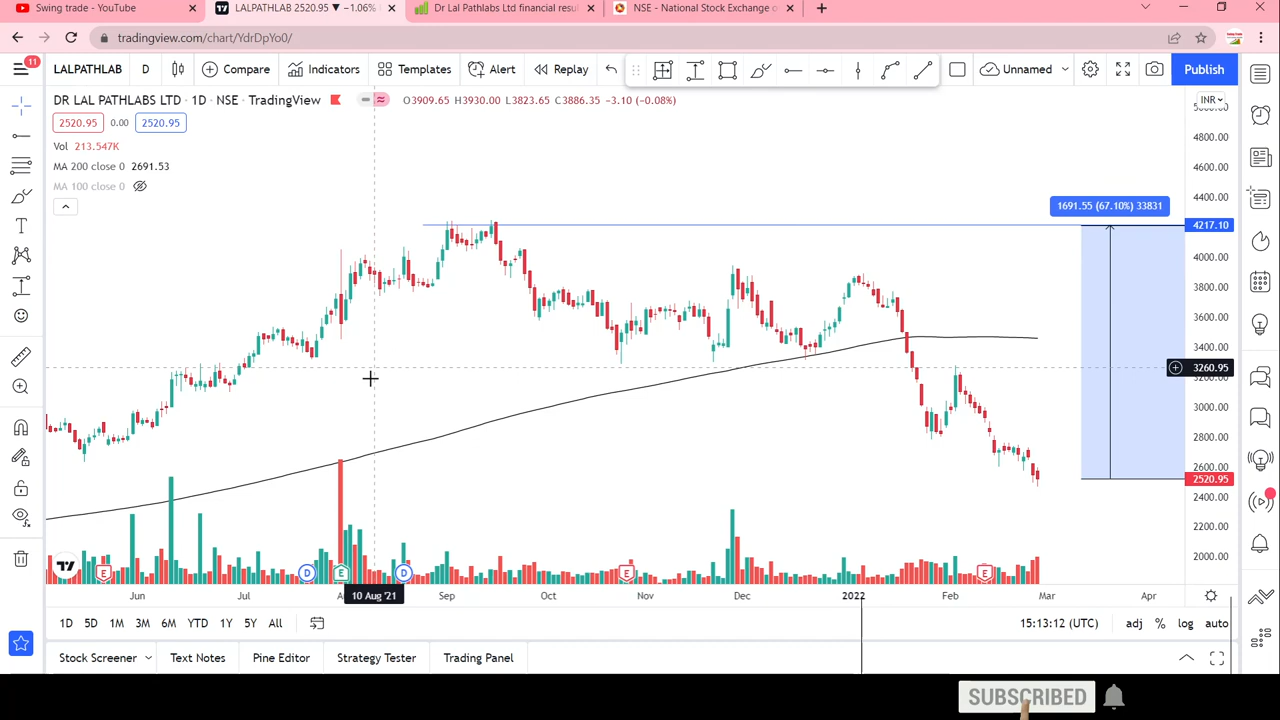 Swing trade - YouTube
LALPATHLAB 2520.95 ▼ −1.06%
Dr Lal Pathlabs Ltd financial resul
NSE - National Stock Exchange o
tradingview.com/chart/YdrDpYo0/
11
LALPATHLAB
D
Compare
Indicators
Templates
Alert
Replay
Unnamed
Publish
DR LAL PATHLABS LTD · 1D · NSE · TradingView
O3909.65 H3930.00 L3823.65 C3886.35 −3.10 (−0.08%)
INR
2520.95
0.00
2520.95
Vol 213.547K
MA 200 close 0 2691.53
MA 100 close 0
1691.55 (67.10%) 33831
4800.00
4600.00
4400.00
4217.10
4000.00
3800.00
3600.00
3400.00
3260.95
3000.00
2800.00
2600.00
2520.95
2400.00
2200.00
2000.00
E
D
E
D
E
E
Jun
Jul
10 Aug '21
Sep
Oct
Nov
Dec
2022
Feb
Mar
Apr
1D 5D 1M 3M 6M YTD 1Y 5Y All
15:13:12 (UTC)
adj
%
log
auto
Stock Screener
Text Notes
Pine Editor
Strategy Tester
Trading Panel
SUBSCRIBED